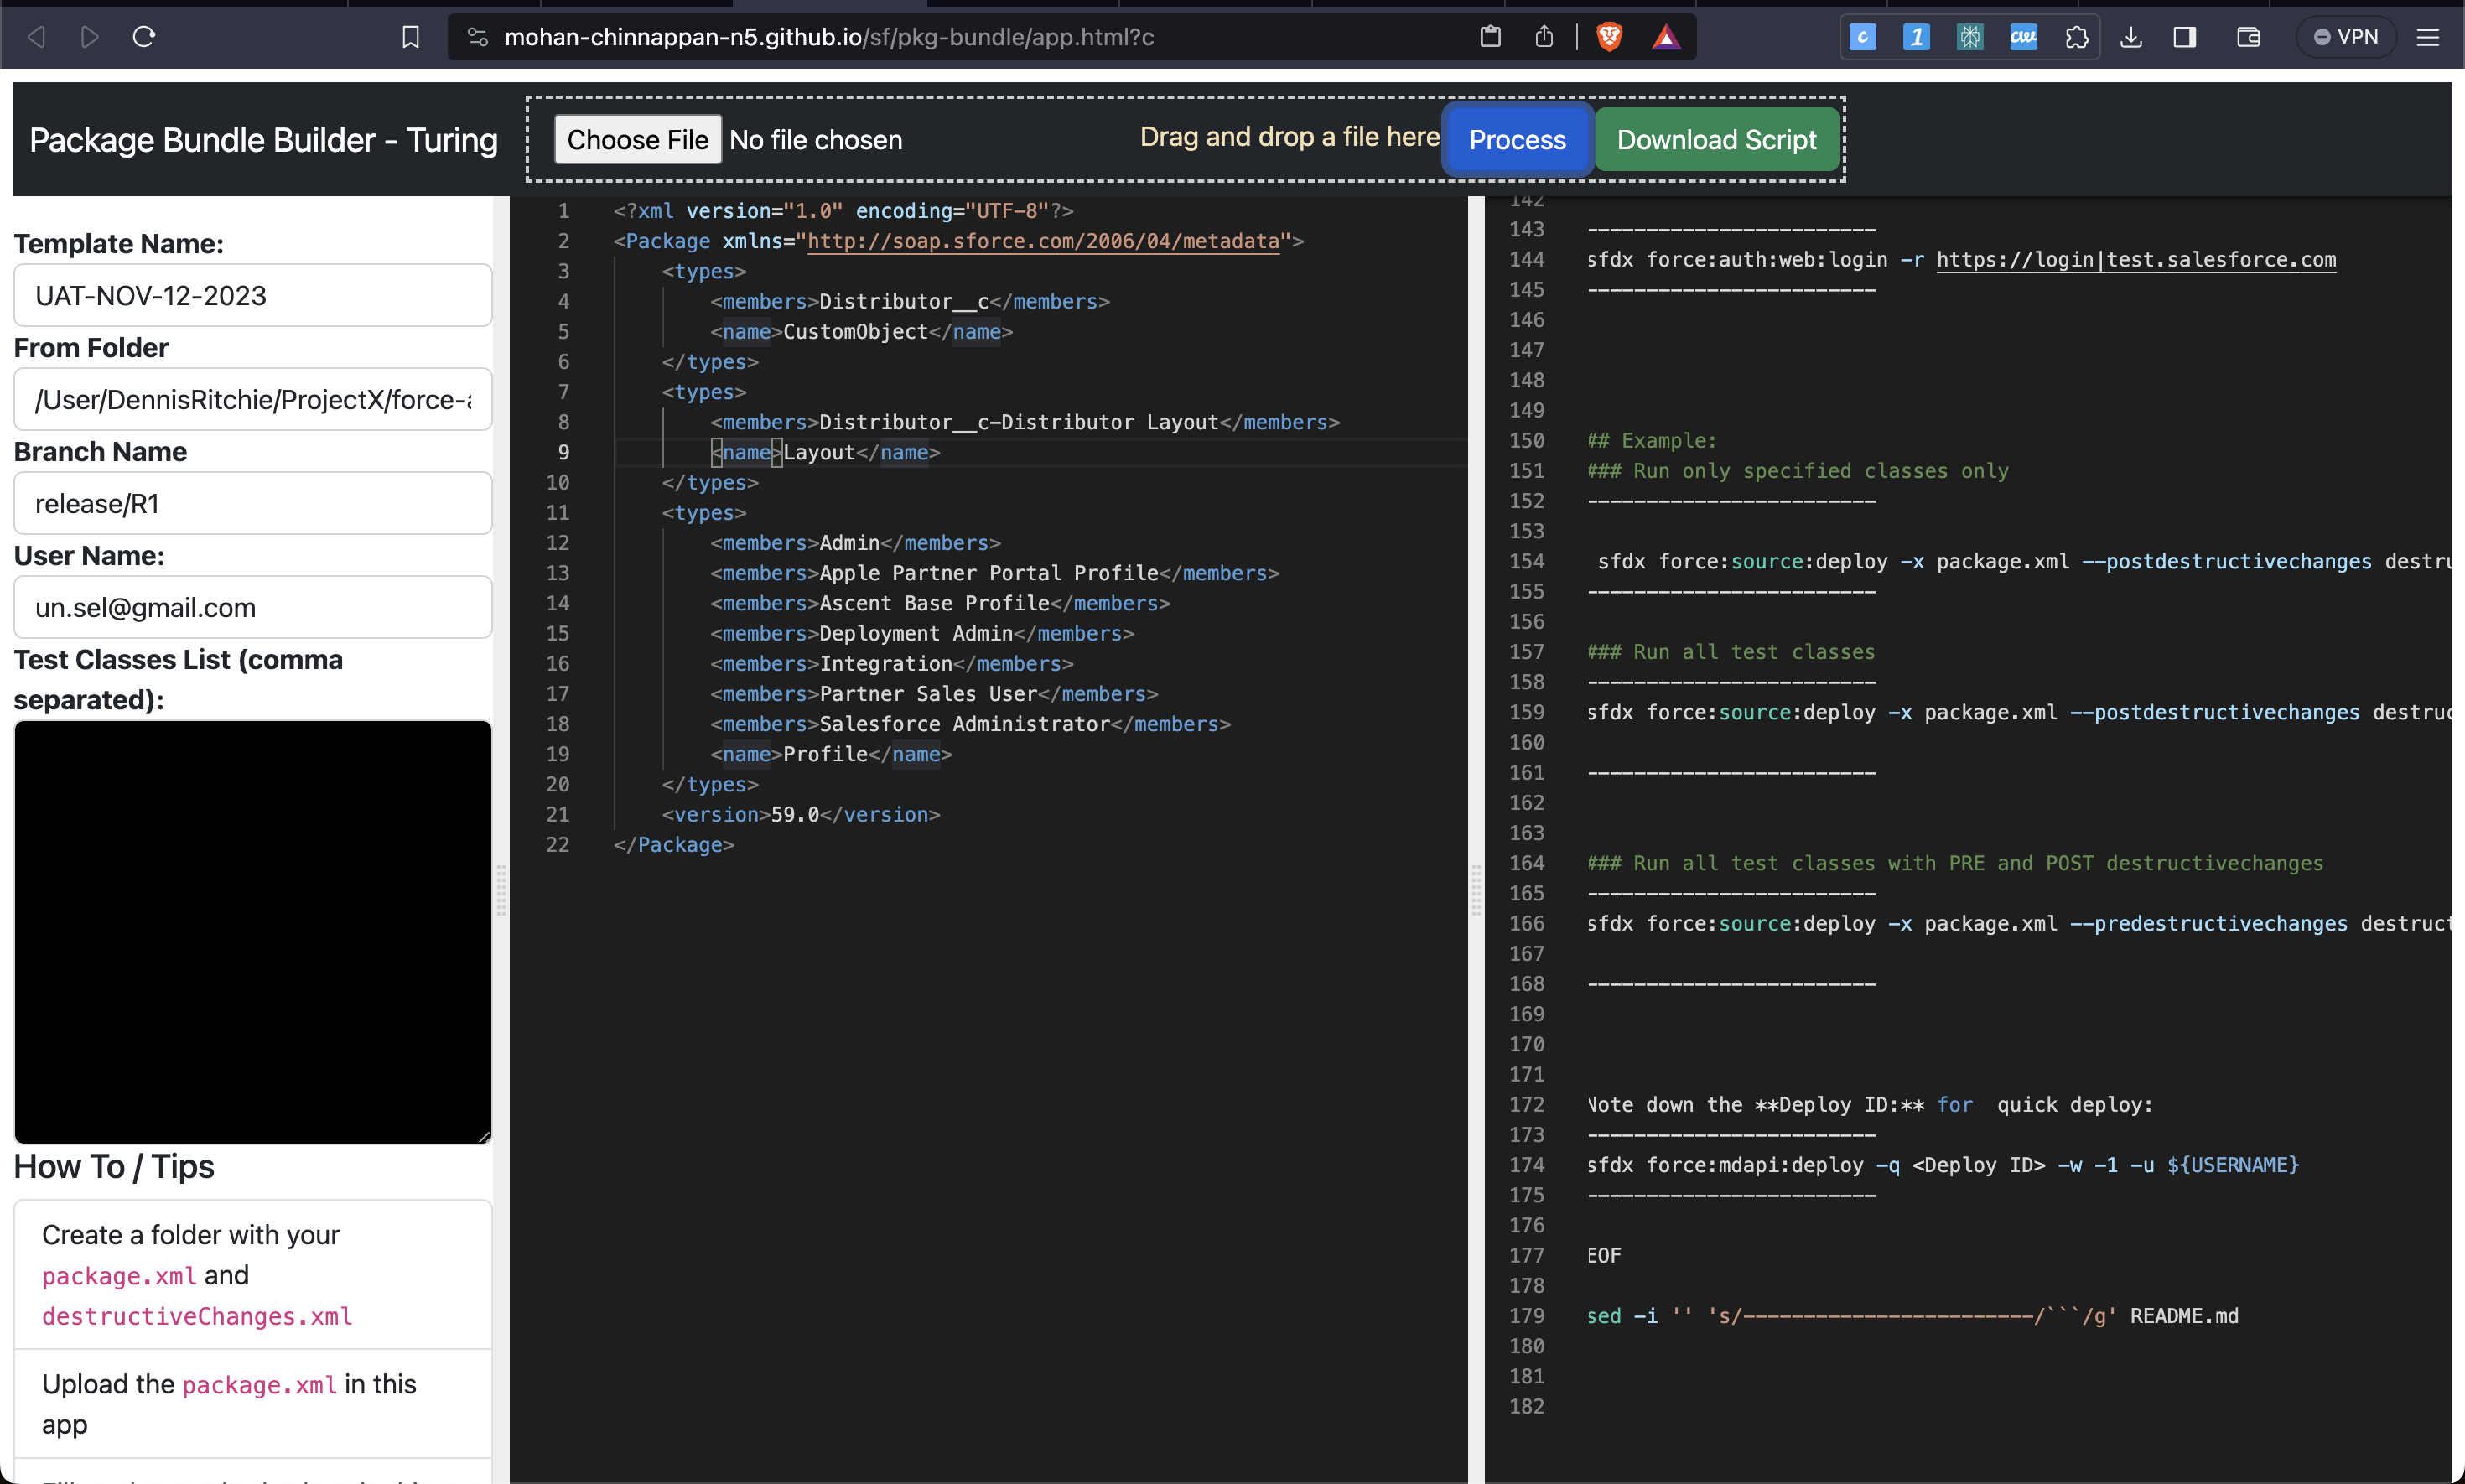 mohan-chinnappan-n5.github.io/sf/pkg-bundle/app.html?c
VPN
Package Bundle Builder - Turing
Choose File No file chosen
Drag and drop a file here
Process
Download Script
Template Name:
UAT-NOV-12-2023
From Folder
/User/DennisRitchie/ProjectX/force-
Branch Name
release/R1
User Name:
un.sel@gmail.com
Test Classes List (comma
separated):
How To / Tips
Create a folder with your
package.xml and
destructiveChanges.xml
Upload the package.xml in this
app
1 <?xml version="1.0" encoding="UTF-8"?>
2 <Package xmlns="http://soap.sforce.com/2006/04/metadata">
3 <types>
4 <members>Distributor__c</members>
5 <name>CustomObject</name>
6 </types>
7 <types>
8 <members>Distributor__c-Distributor Layout</members>
9 <name>Layout</name>
10 </types>
11 <types>
12 <members>Admin</members>
13 <members>Apple Partner Portal Profile</members>
14 <members>Ascent Base Profile</members>
15 <members>Deployment Admin</members>
16 <members>Integration</members>
17 <members>Partner Sales User</members>
18 <members>Salesforce Administrator</members>
19 <name>Profile</name>
20 </types>
21 <version>59.0</version>
22 </Package>
142
143 ------------------------
144 sfdx force:auth:web:login -r https://login|test.salesforce.com
145 ------------------------
146
147
148
149
150 ## Example:
151 ### Run only specified classes only
152 ------------------------
153
154 sfdx force:source:deploy -x package.xml --postdestructivechanges destru
155 ------------------------
156
157 ### Run all test classes
158 ------------------------
159 sfdx force:source:deploy -x package.xml --postdestructivechanges destruc
160
161 ------------------------
162
163
164 ### Run all test classes with PRE and POST destructivechanges
165 ------------------------
166 sfdx force:source:deploy -x package.xml --predestructivechanges destruct
167
168 ------------------------
169
170
171
172 Note down the **Deploy ID:** for  quick deploy:
173 ------------------------
174 sfdx force:mdapi:deploy -q <Deploy ID> -w -1 -u ${USERNAME}
175 ------------------------
176
177 EOF
178
179 sed -i '' 's/------------------------/```/g' README.md
180
181
182